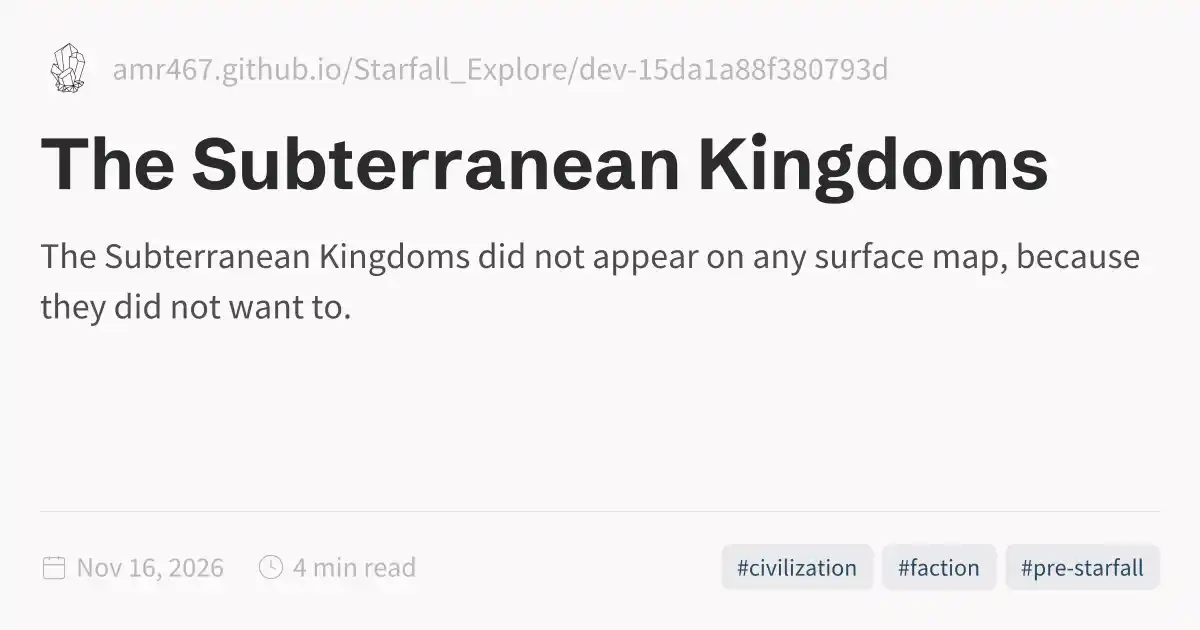 amr467.github.io/Starfall_Explore/dev-15da1a88f380793d
The Subterranean Kingdoms
The Subterranean Kingdoms did not appear on any surface map, because
they did not want to.
Nov 16, 2026 4 min read #civilization #faction #pre-starfall